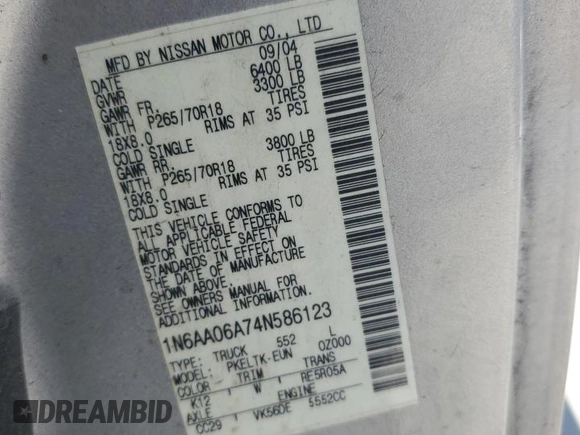 MFD BY NISSAN MOTOR CO., LTD
DATE 09/04
GVWR 6400 LB
GAWR FR. 3300 LB
WITH P265/70R18 TIRES
18X8.0 RIMS AT 35 PSI
COLD SINGLE
GAWR RR. 3800 LB
WITH P265/70R18 TIRES
18X8.0 RIMS AT 35 PSI
COLD SINGLE
THIS VEHICLE CONFORMS TO
ALL APPLICABLE FEDERAL
MOTOR VEHICLE SAFETY
STANDARDS IN EFFECT ON
THE DATE OF MANUFACTURE
SHOWN ABOVE.
SEE OWNERS MANUAL FOR
ADDITIONAL INFORMATION.
1N6AA06A74N586123
TYPE: TRUCK 552 L
MODEL: PKELTK-EUN 0Z000
COLOR, TRIM TRANS
K12 , W , RE5R05A
AXLE ENGINE
CC29 , VK56DE 5552CC
DREAMBID